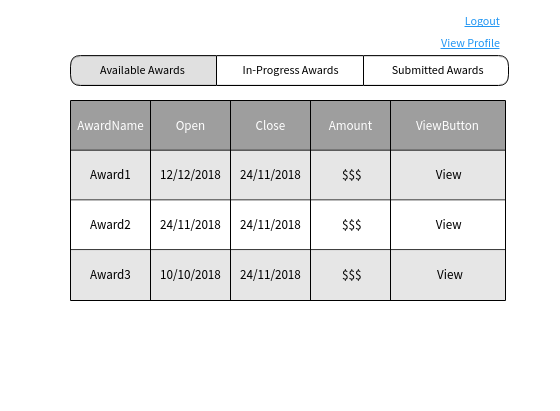 Logout
View Profile
Available Awards In-Progress Awards Submitted Awards
AwardName Open Close Amount ViewButton
Award1 12/12/2018 24/11/2018 $$$ View
Award2 24/11/2018 24/11/2018 $$$ View
Award3 10/10/2018 24/11/2018 $$$ View